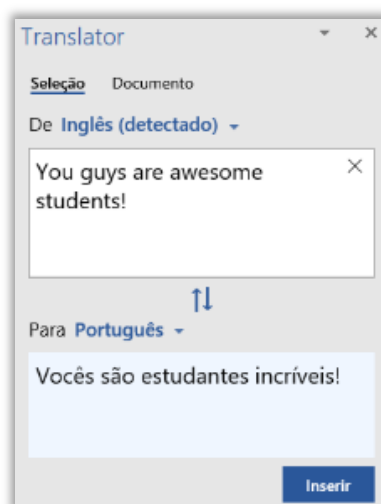 Translator
Seleção Documento
De Inglês (detectado)
You guys are awesome
students!
Para Português
Vocês são estudantes incríveis!
Inserir